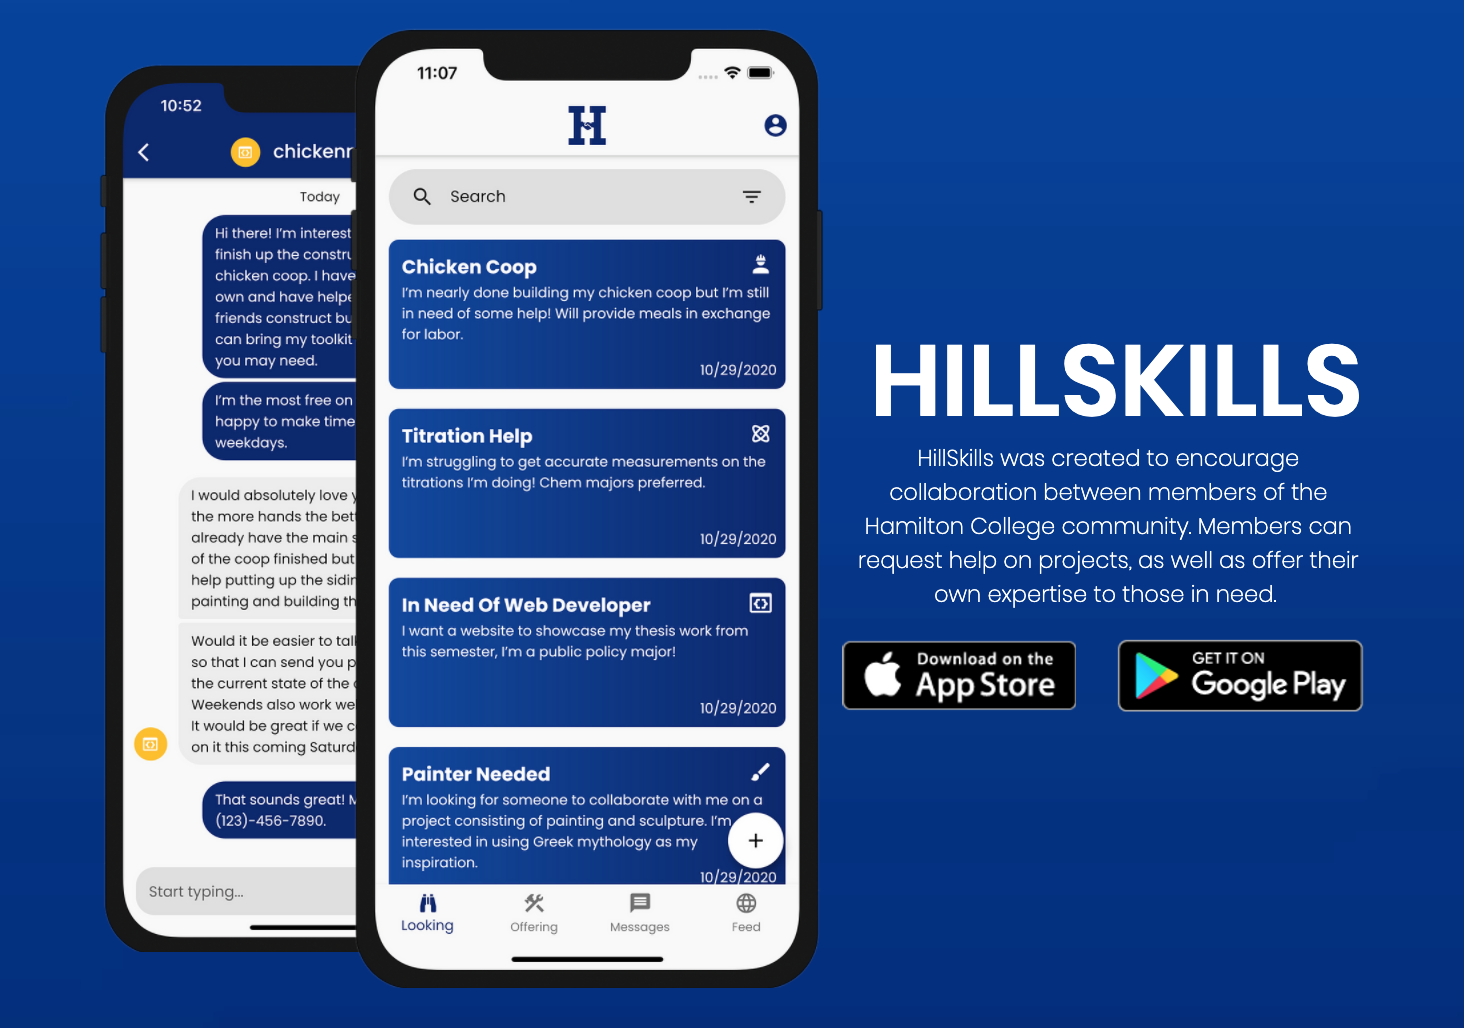 10:52
Today
Hi there! I'm interest
finish up the constru
chicken coop. I have
own and have helpe
friends construct bu
can bring my toolkit
you may need.
I'm the most free on
happy to make time
weekdays.
I would absolutely love y
the more hands the bett
already have the main s
of the coop finished but
help putting up the sidin
painting and building th
Would it be easier to tal
so that I can send you p
the current state of the
Weekends also work we
It would be great if we c
on it this coming Saturd
That sounds great!
(123)-456-7890.
Start typing...
11:07
H
Search
Chicken Coop
I'm nearly done building my chicken coop but I'm still
in need of some help! Will provide meals in exchange
for labor.
10/29/2020
Titration Help
I'm struggling to get accurate measurements on the
titrations I'm doing! Chem majors preferred.
10/29/2020
In Need Of Web Developer
I want a website to showcase my thesis work from
this semester, I'm a public policy major!
10/29/2020
Painter Needed
I'm looking for someone to collaborate with me on a
project consisting of painting and sculpture. I'm
interested in using Greek mythology as my
inspiration.
10/29/2020
Looking
Offering
Messages
Feed
HILLSKILLS
HillSkills was created to encourage
collaboration between members of the
Hamilton College community. Members can
request help on projects, as well as offer their
own expertise to those in need.
Download on the
App Store
GET IT ON
Google Play